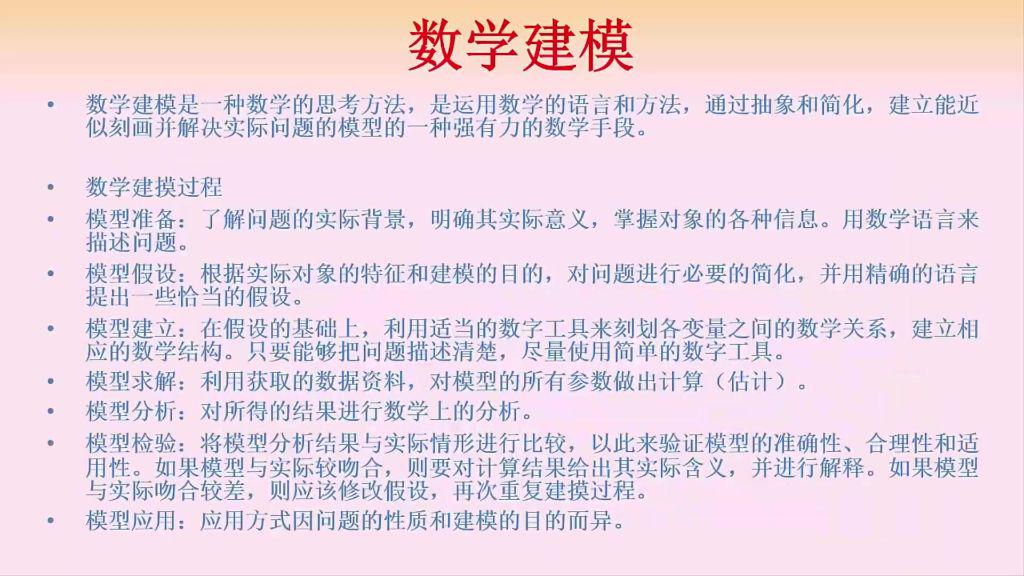 数学建模
• 数学建模是一种数学的思考方法，是运用数学的语言和方法，通过抽象和简化，建立能近
似刻画并解决实际问题的模型的一种强有力的数学手段。
• 数学建摸过程
• 模型准备：了解问题的实际背景，明确其实际意义，掌握对象的各种信息。用数学语言来
描述问题。
• 模型假设：根据实际对象的特征和建模的目的，对问题进行必要的简化，并用精确的语言
提出一些恰当的假设。
• 模型建立：在假设的基础上，利用适当的数字工具来刻划各变量之间的数学关系，建立相
应的数学结构。只要能够把问题描述清楚，尽量使用简单的数字工具。
• 模型求解：利用获取的数据资料，对模型的所有参数做出计算（估计）。
• 模型分析：对所得的结果进行数学上的分析。
• 模型检验：将模型分析结果与实际情形进行比较，以此来验证模型的准确性、合理性和适
用性。如果模型与实际较吻合，则要对计算结果给出其实际含义，并进行解释。如果模型
与实际吻合较差，则应该修改假设，再次重复建摸过程。
• 模型应用：应用方式因问题的性质和建模的目的而异。